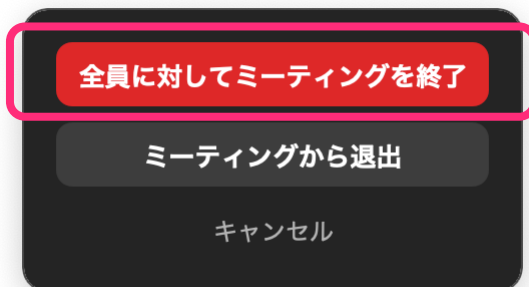 全員に対してミーティングを終了
ミーティングから退出
キャンセル